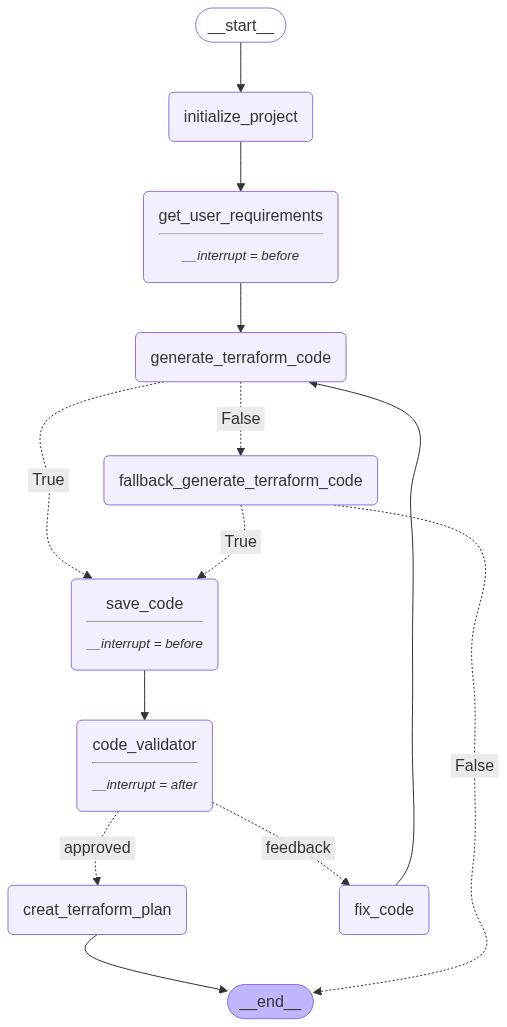 __start__
initialize_project
get_user_requirements
__interrupt = before
generate_terraform_code
False
True
fallback_generate_terraform_code
True
save_code
__interrupt = before
code_validator
False
__interrupt = after
approved
feedback
creat_terraform_plan
fix_code
__end__